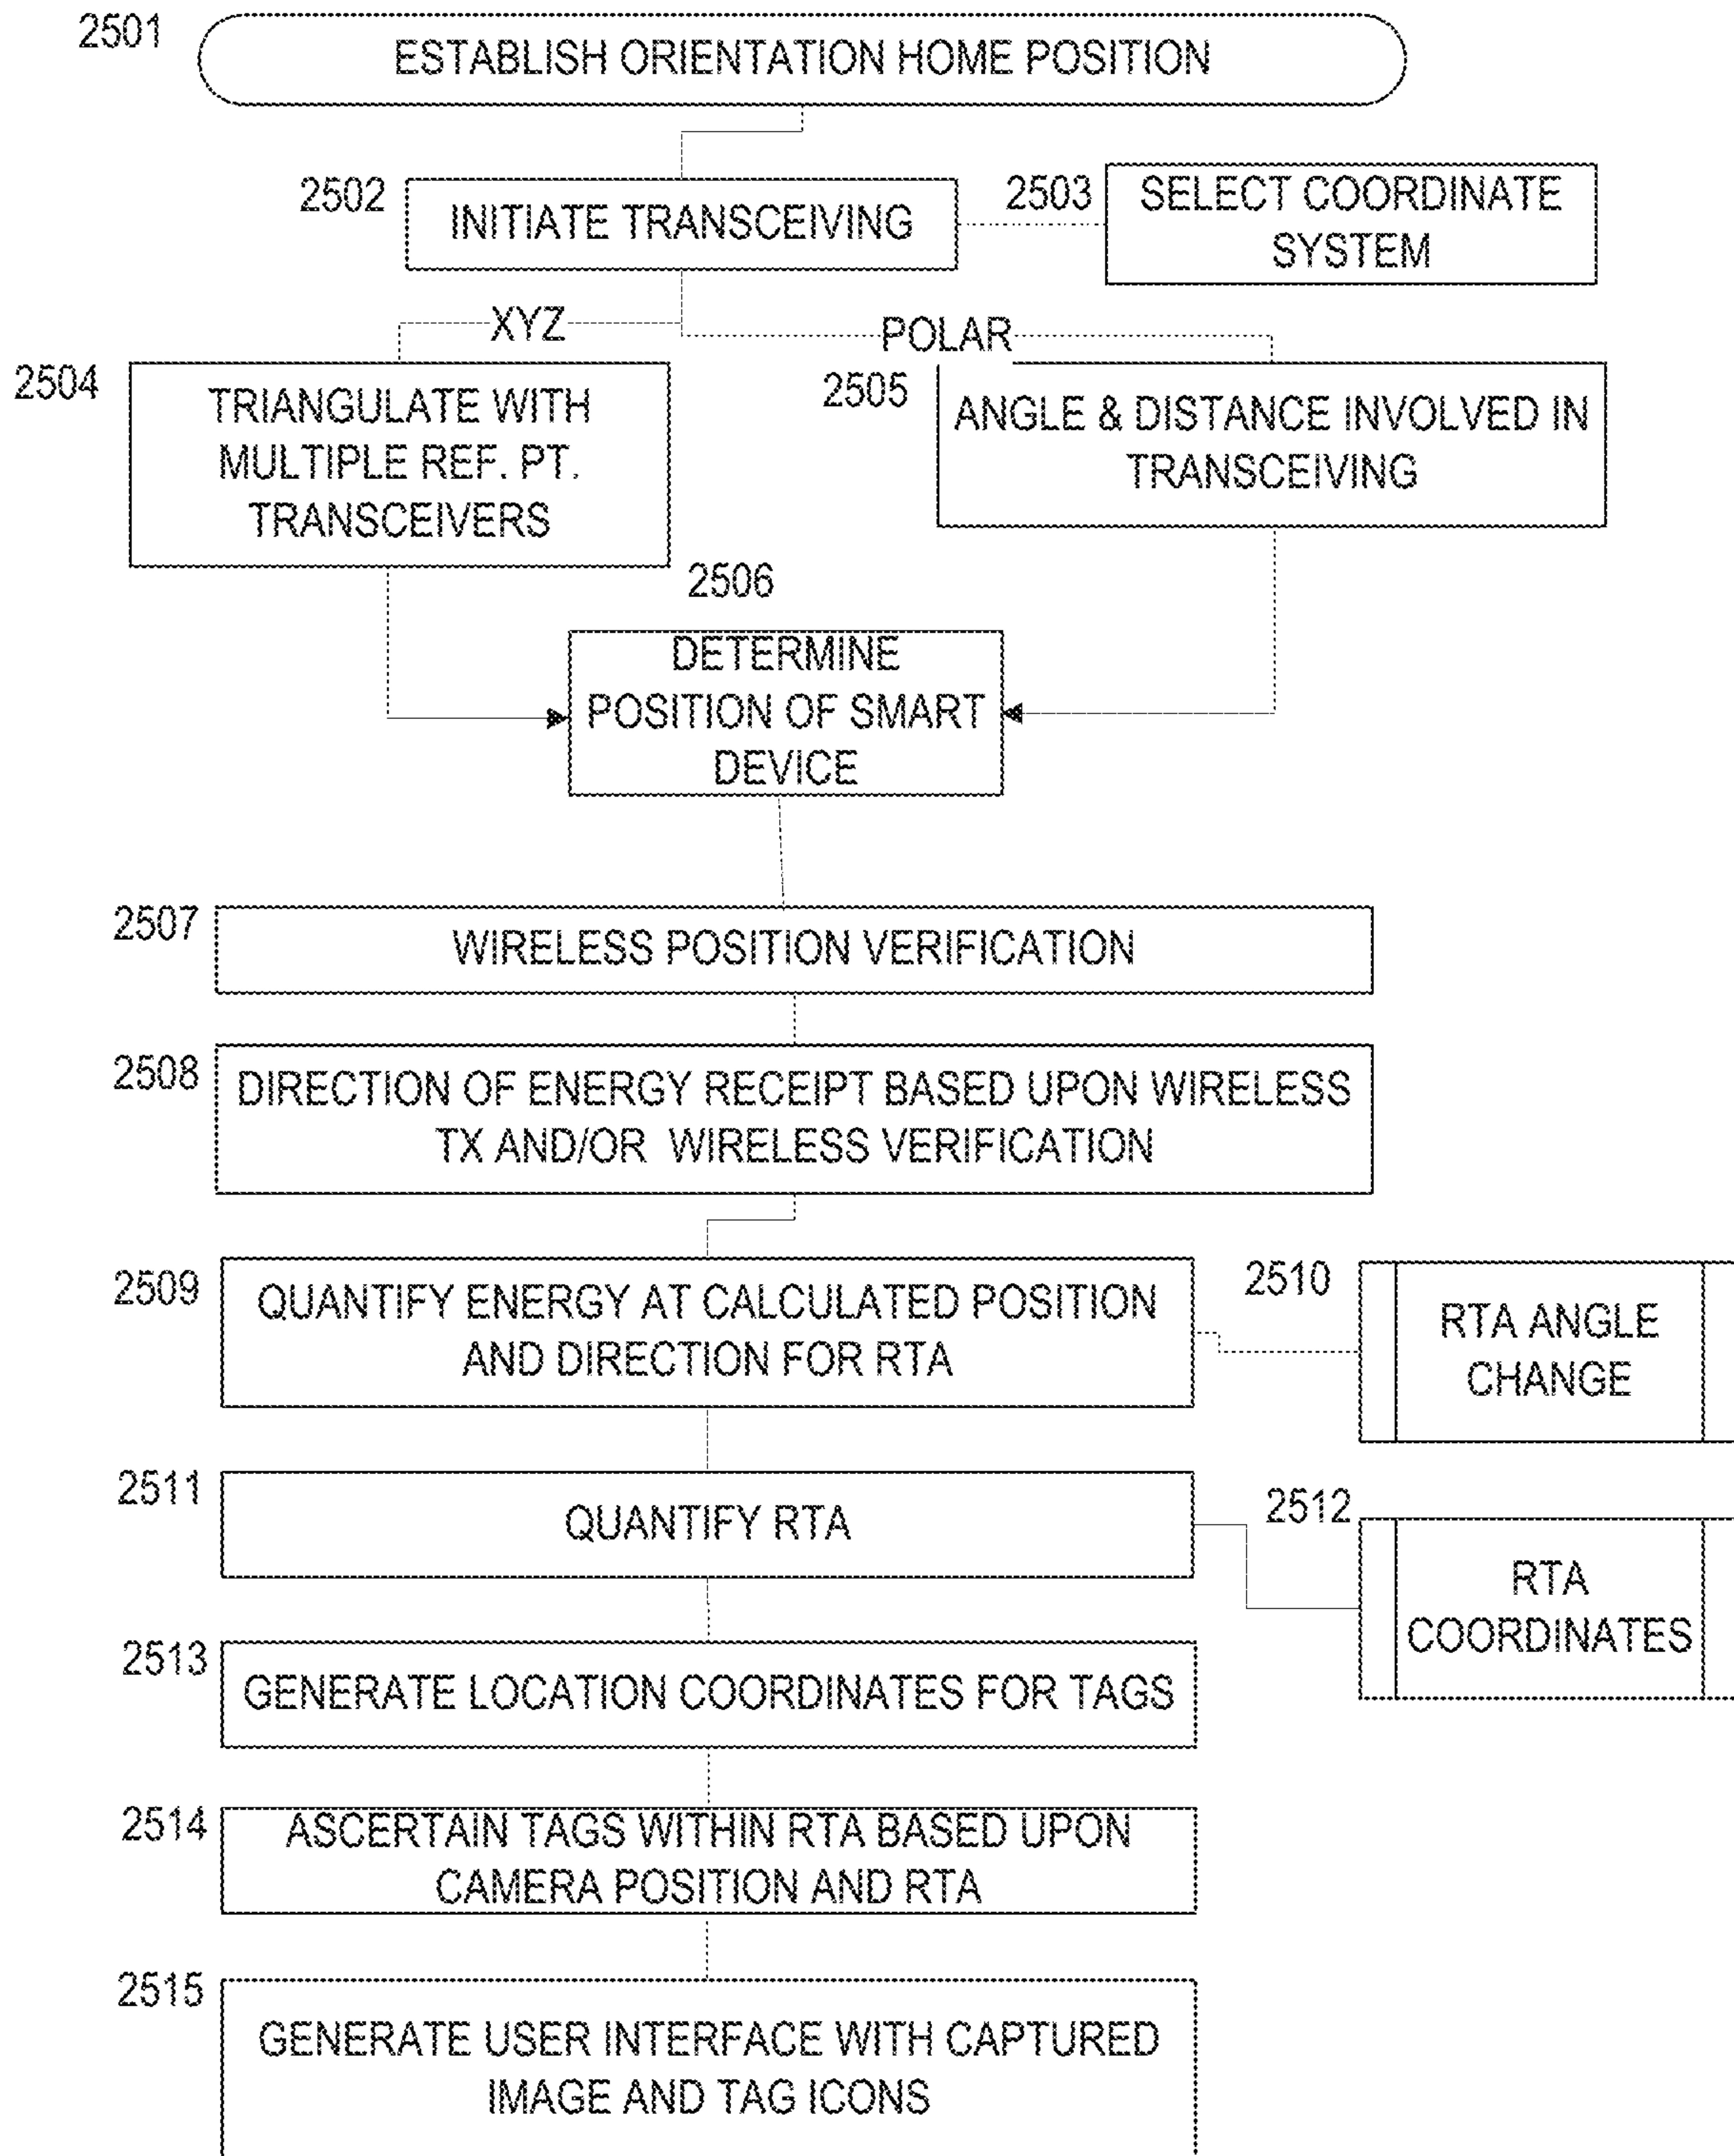 2501
ESTABLISH ORIENTATION HOME POSITION
2502
INITIATE TRANSCEIVING
2503
SELECT COORDINATE
SYSTEM
XYZ
POLAR
2504
TRIANGULATE WITH
MULTIPLE REF. PT.
TRANSCEIVERS
2505
ANGLE & DISTANCE INVOLVED IN
TRANSCEIVING
2506
DETERMINE
POSITION OF SMART
DEVICE
2507
WIRELESS POSITION VERIFICATION
2508
DIRECTION OF ENERGY RECEIPT BASED UPON WIRELESS
TX AND/OR WIRELESS VERIFICATION
2509
QUANTIFY ENERGY AT CALCULATED POSITION
AND DIRECTION FOR RTA
2510
RTA ANGLE
CHANGE
2511
QUANTIFY RTA
2512
RTA
COORDINATES
2513
GENERATE LOCATION COORDINATES FOR TAGS
2514
ASCERTAIN TAGS WITHIN RTA BASED UPON
CAMERA POSITION AND RTA
2515
GENERATE USER INTERFACE WITH CAPTURED
IMAGE AND TAG ICONS